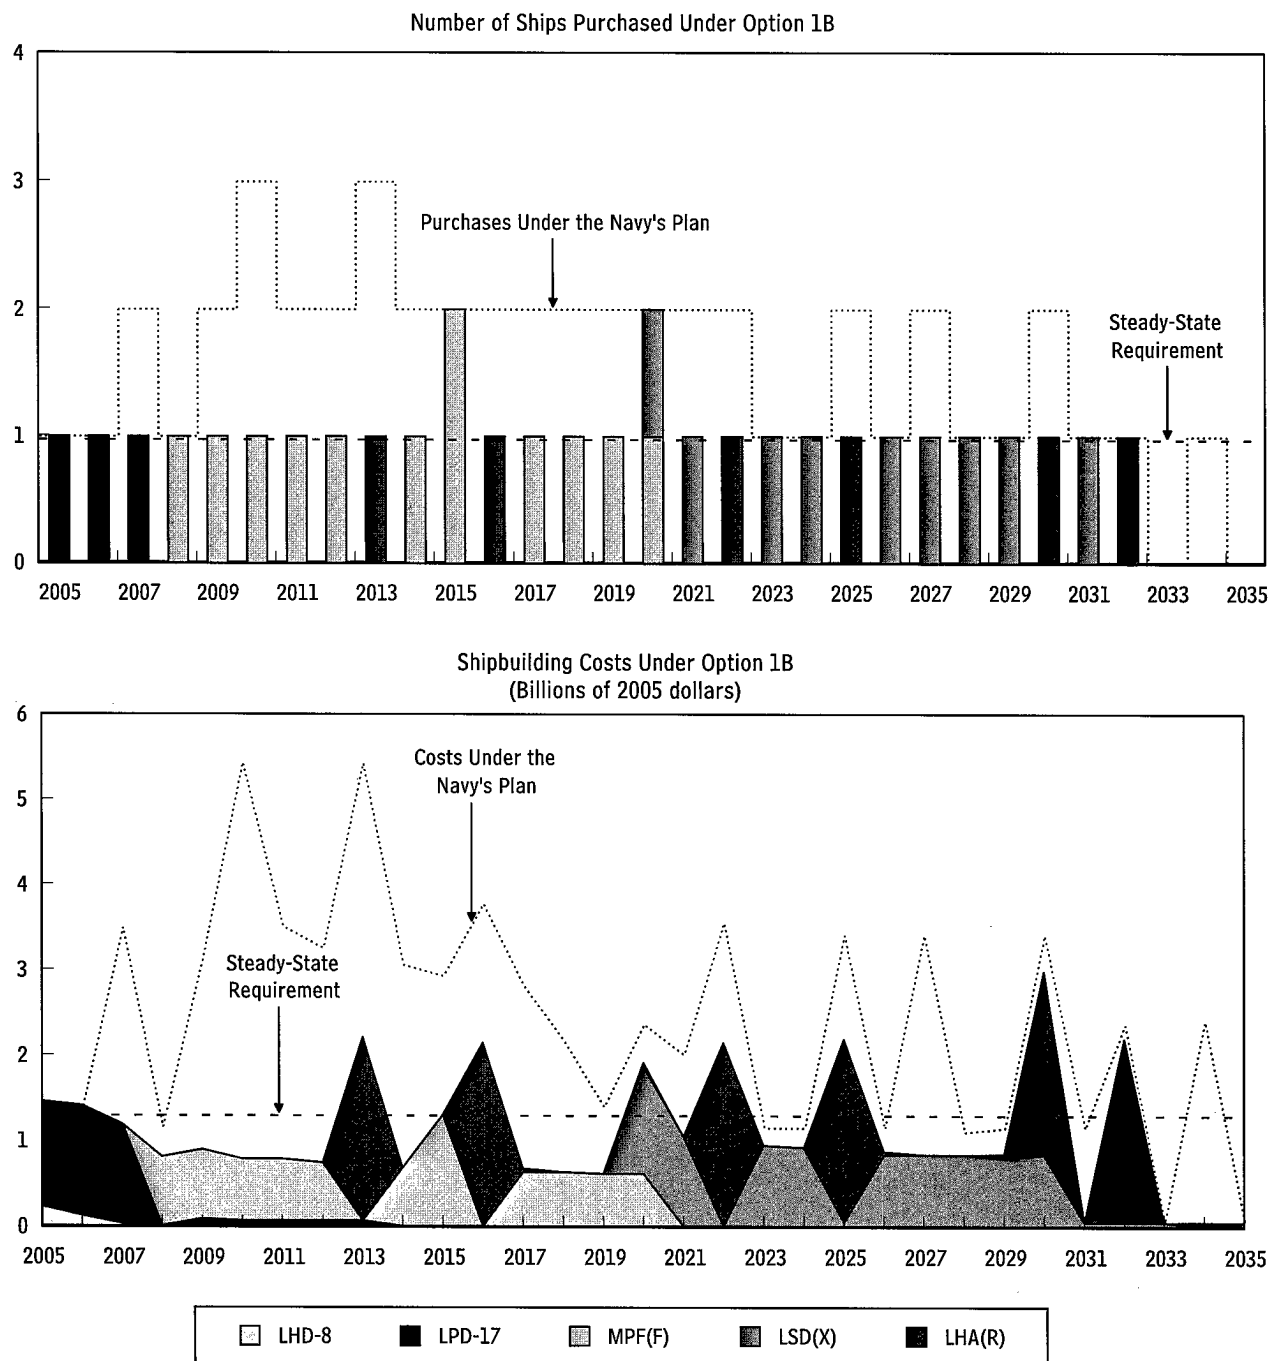 Number of Ships Purchased Under Option 1B
4
3
Purchases Under the Navy's Plan
2
Steady-State
Requirement
1
0
2005 2007 2009 2011 2013 2015 2017 2019 2021 2023 2025 2027 2029 2031 2033 2035
Shipbuilding Costs Under Option 1B
(Billions of 2005 dollars)
6
Costs Under the
Navy's Plan
5
4
Steady-State
Requirement
3
2
1
0
2005 2007 2009 2011 2013 2015 2017 2019 2021 2023 2025 2027 2029 2031 2033 2035
LHD-8 LPD-17 MPF(F) LSD(X) LHA(R)